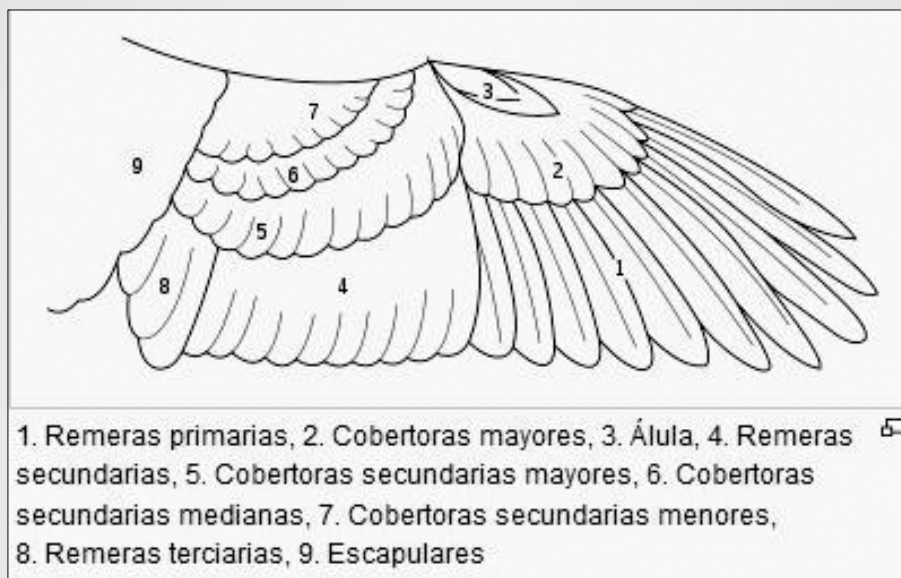 3
7
2
9
6
5
8
4
1
1. Remeras primarias, 2. Cobertoras mayores, 3. Álula, 4. Remeras
secundarias, 5. Cobertoras secundarias mayores, 6. Cobertoras
secundarias medianas, 7. Cobertoras secundarias menores,
8. Remeras terciarias, 9. Escapulares